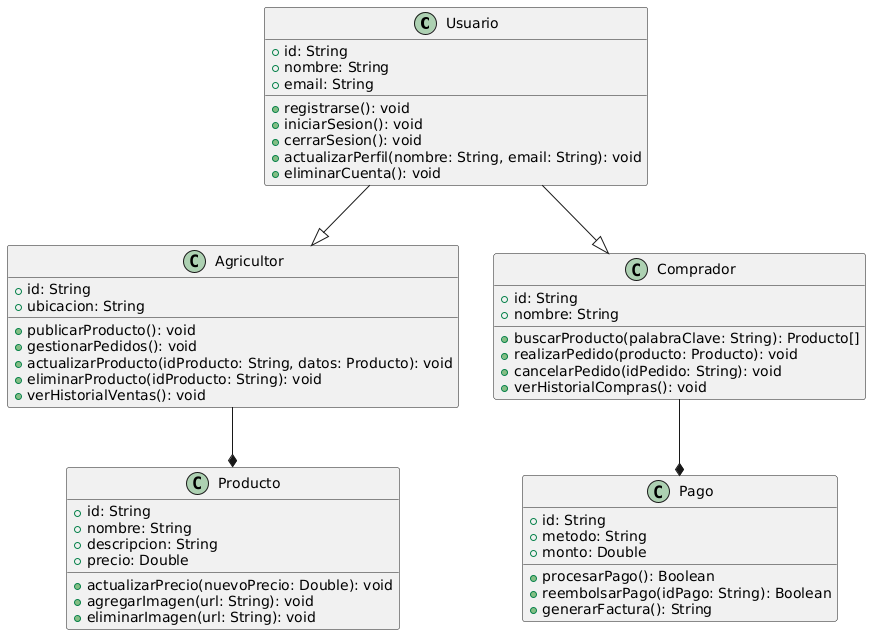 C Usuario
id: String
nombre: String
email: String
registrarse(): void
iniciarSesion(): void
cerrarSesion(): void
actualizarPerfil(nombre: String, email: String): void
eliminarCuenta(): void
C Agricultor
id: String
ubicacion: String
publicarProducto(): void
gestionarPedidos(): void
actualizarProducto(idProducto: String, datos: Producto): void
eliminarProducto(idProducto: String): void
verHistorialVentas(): void
C Comprador
id: String
nombre: String
buscarProducto(palabraClave: String): Producto[]
realizarPedido(producto: Producto): void
cancelarPedido(idPedido: String): void
verHistorialCompras(): void
C Producto
id: String
nombre: String
descripcion: String
precio: Double
actualizarPrecio(nuevoPrecio: Double): void
agregarImagen(url: String): void
eliminarImagen(url: String): void
C Pago
id: String
metodo: String
monto: Double
procesarPago(): Boolean
reembolsarPago(idPago: String): Boolean
generarFactura(): String